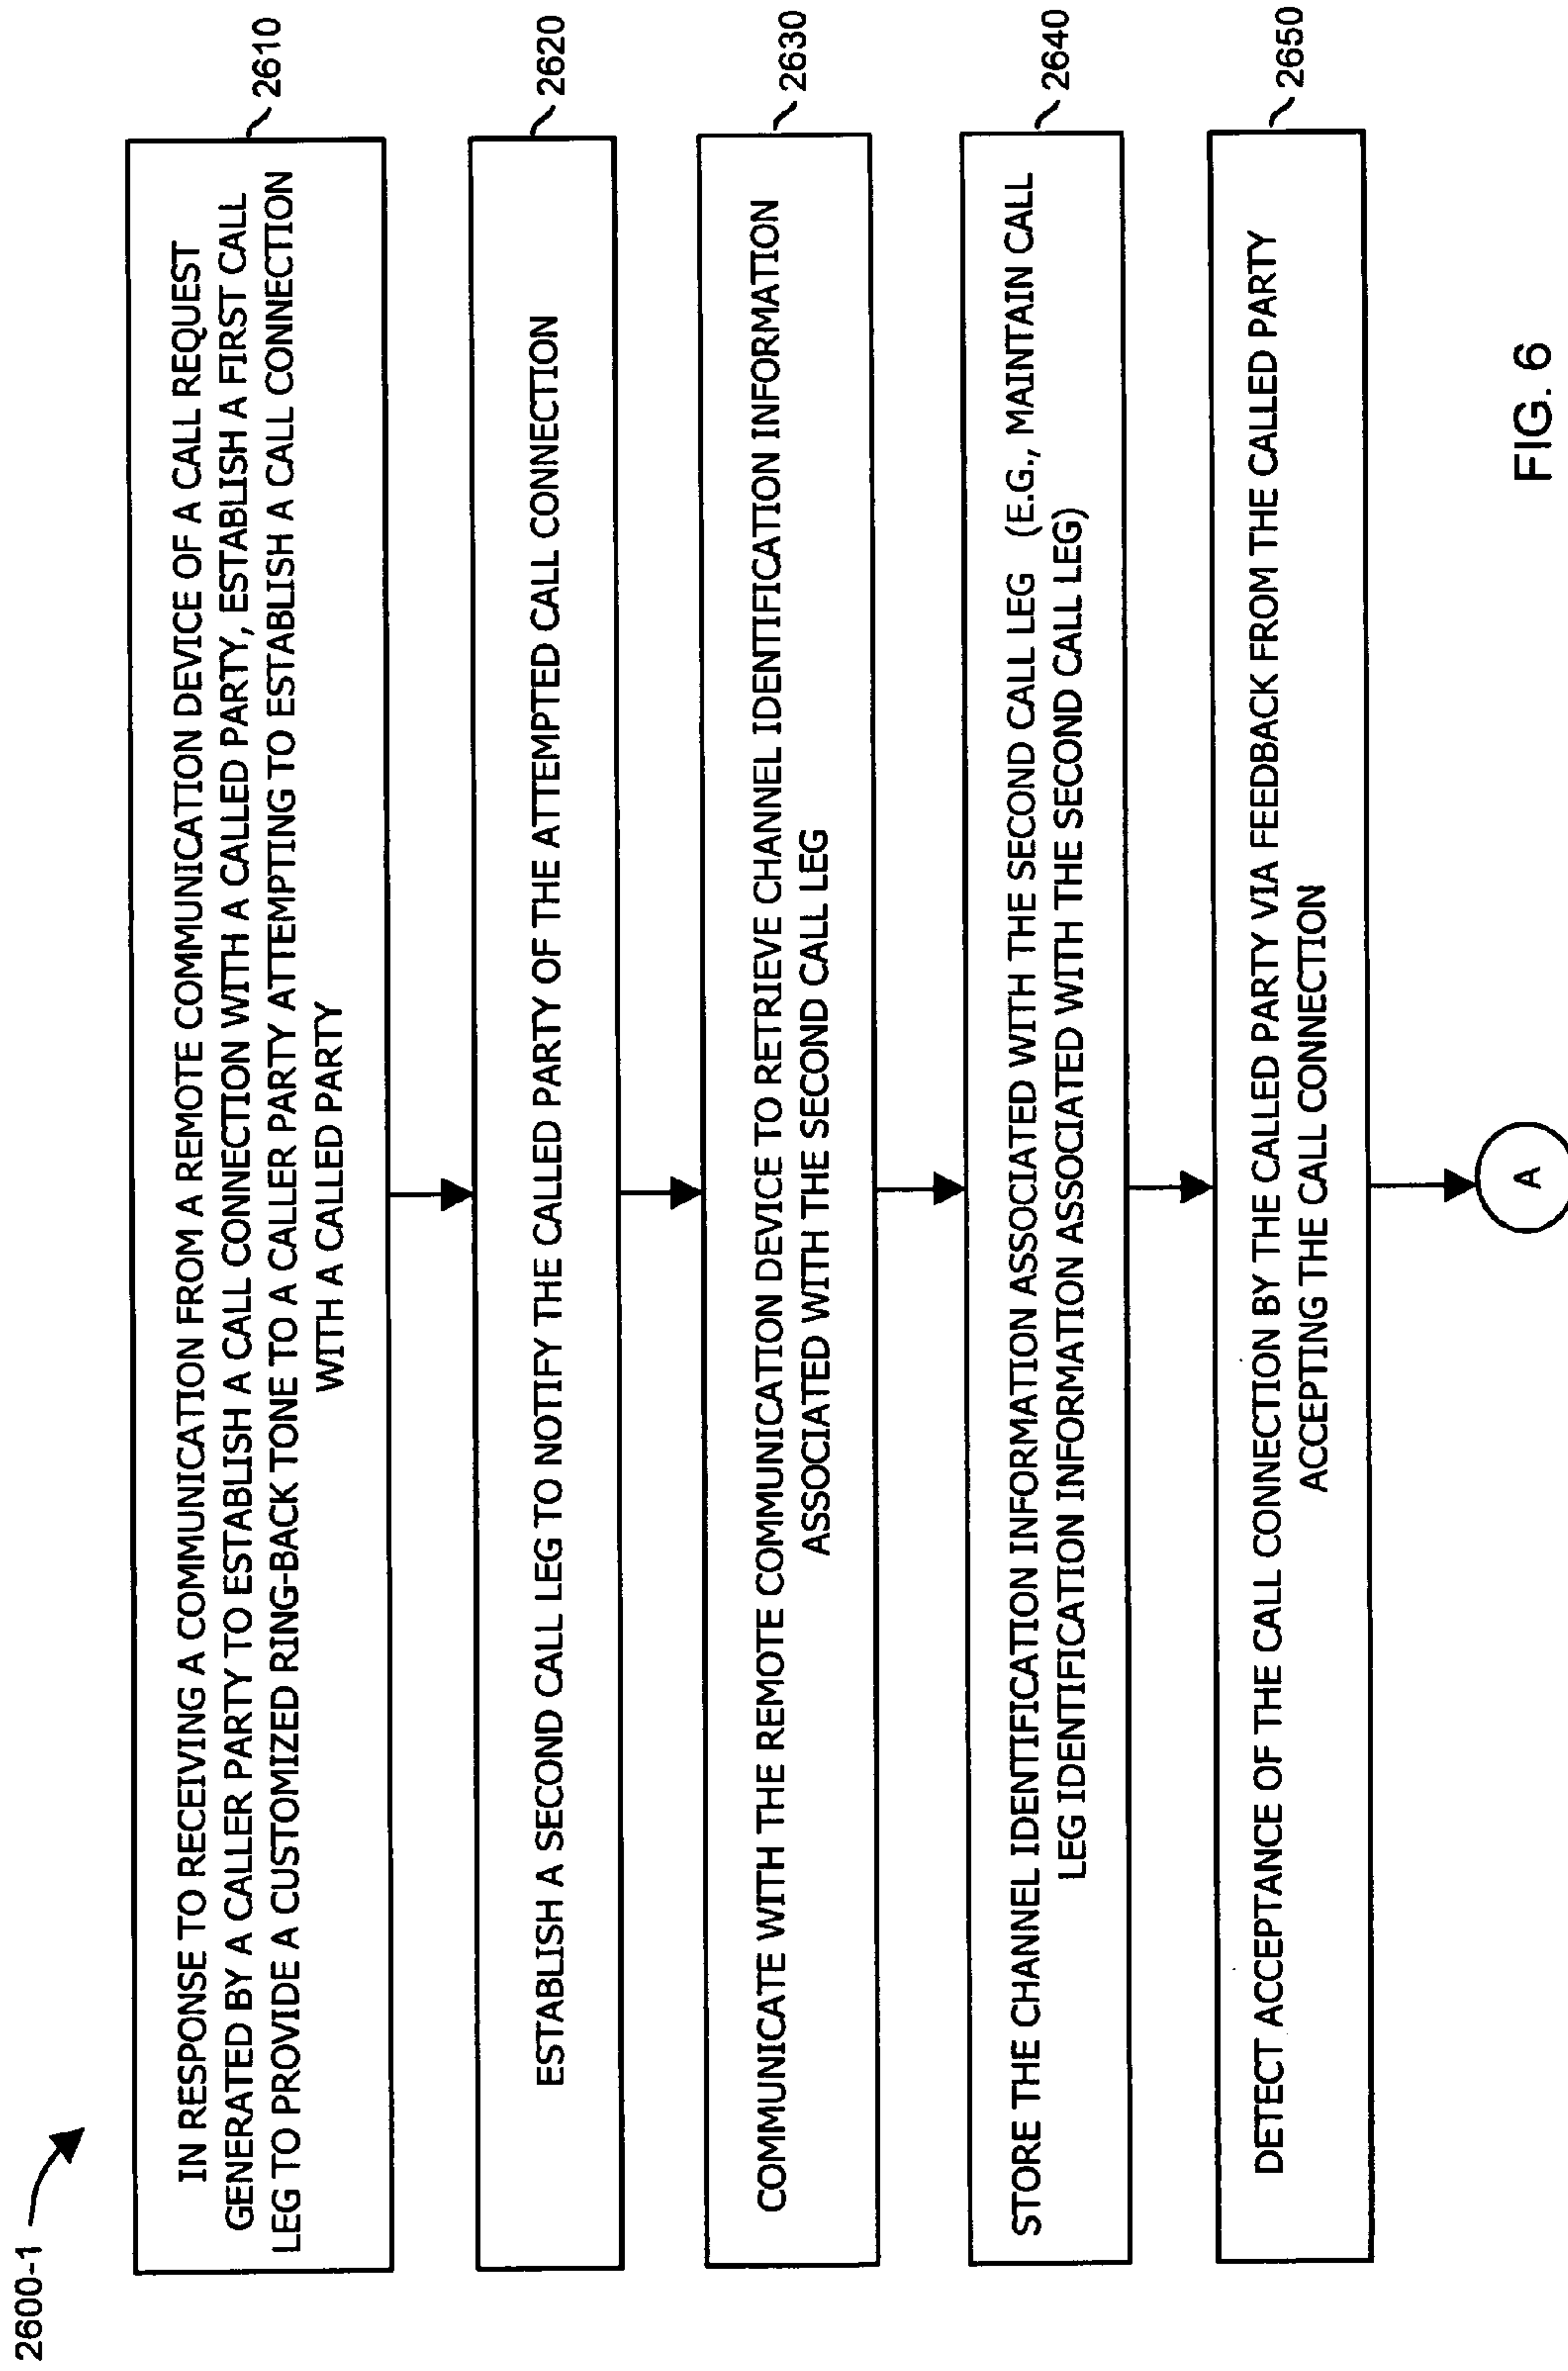 2600-1
IN RESPONSE TO RECEIVING A COMMUNICATION FROM A REMOTE COMMUNICATION DEVICE OF A CALL REQUEST
GENERATED BY A CALLER PARTY TO ESTABLISH A CALL CONNECTION WITH A CALLED PARTY, ESTABLISH A FIRST CALL
LEG TO PROVIDE A CUSTOMIZED RING-BACK TONE TO A CALLER PARTY ATTEMPTING TO ESTABLISH A CALL CONNECTION
WITH A CALLED PARTY
2610
ESTABLISH A SECOND CALL LEG TO NOTIFY THE CALLED PARTY OF THE ATTEMPTED CALL CONNECTION
2620
COMMUNICATE WITH THE REMOTE COMMUNICATION DEVICE TO RETRIEVE CHANNEL IDENTIFICATION INFORMATION
ASSOCIATED WITH THE SECOND CALL LEG
2630
STORE THE CHANNEL IDENTIFICATION INFORMATION ASSOCIATED WITH THE SECOND CALL LEG (E.G., MAINTAIN CALL
LEG IDENTIFICATION INFORMATION ASSOCIATED WITH THE SECOND CALL LEG)
2640
DETECT ACCEPTANCE OF THE CALL CONNECTION BY THE CALLED PARTY VIA FEEDBACK FROM THE CALLED PARTY
ACCEPTING THE CALL CONNECTION
2650
A
FIG. 6